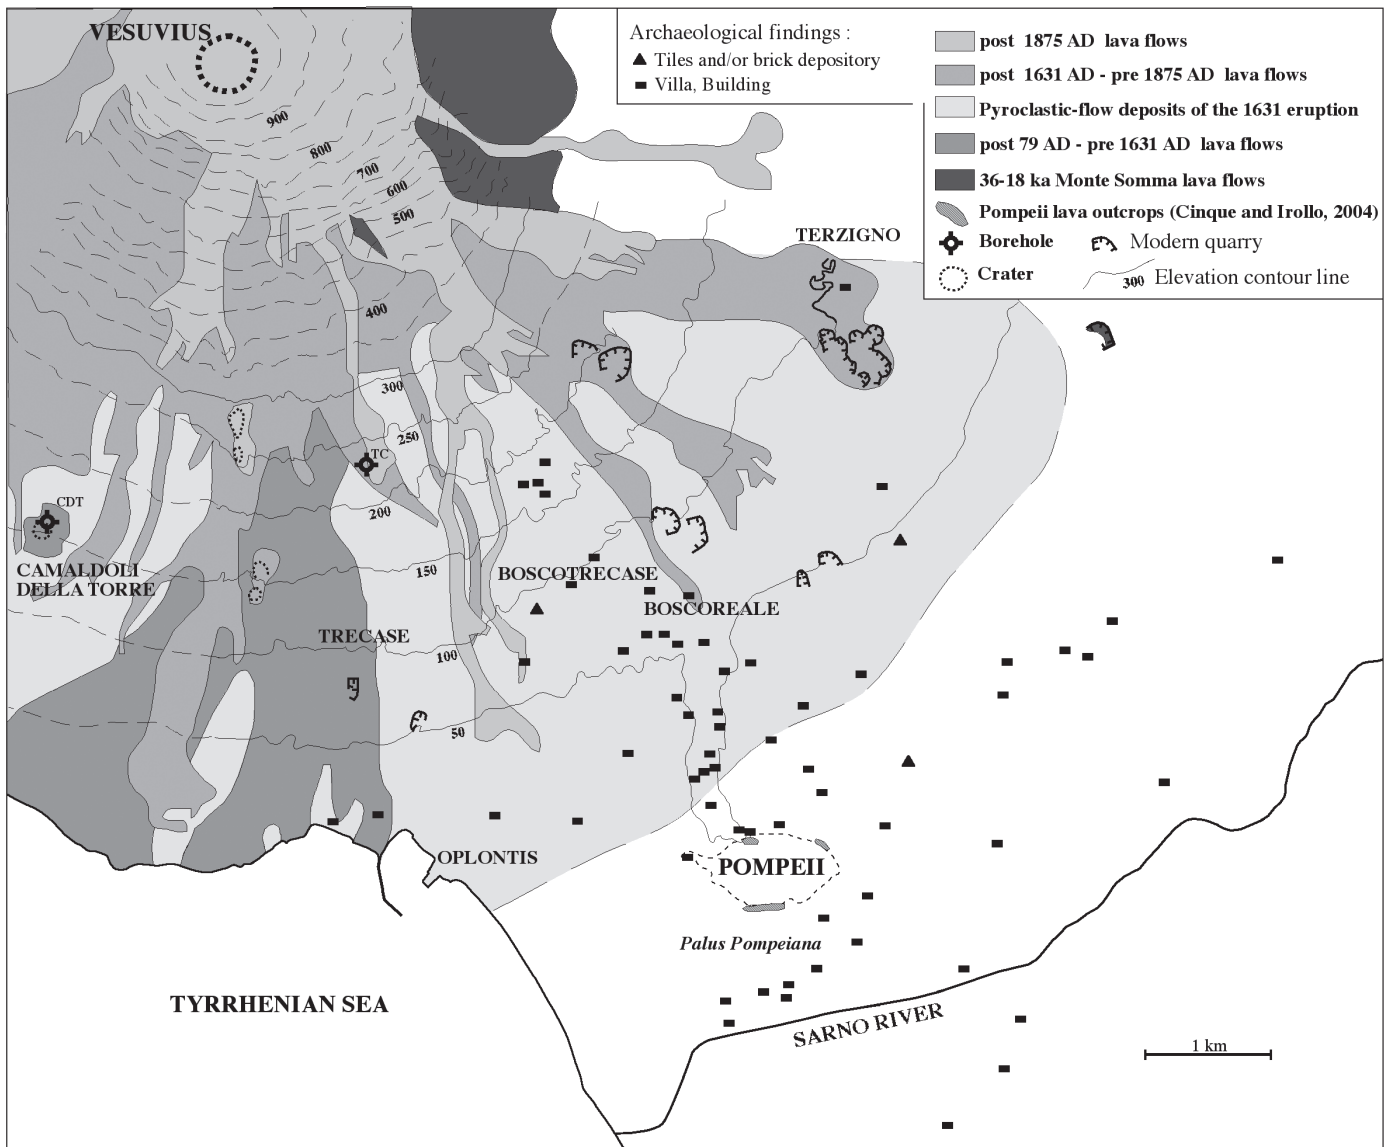 VESUVIUS
Archaeological findings :
Tiles and/or brick depository
Villa, Building
post 1875 AD lava flows
post 1631 AD - pre 1875 AD lava flows
Pyroclastic-flow deposits of the 1631 eruption
post 79 AD - pre 1631 AD lava flows
36-18 ka Monte Somma lava flows
Pompeii lava outcrops (Cinque and Irollo, 2004)
Borehole
Modern quarry
Crater
300
Elevation contour line
900
800
700
600
500
TERZIGNO
400
300
250
TC
200
CDT
150
CAMALDOLI
DELLA TORRE
BOSCOTRECASE
BOSCOREALE
TRECASE
100
50
OPLONTIS
POMPEII
Palus Pompeiana
TYRRHENIAN SEA
SARNO RIVER
1 km